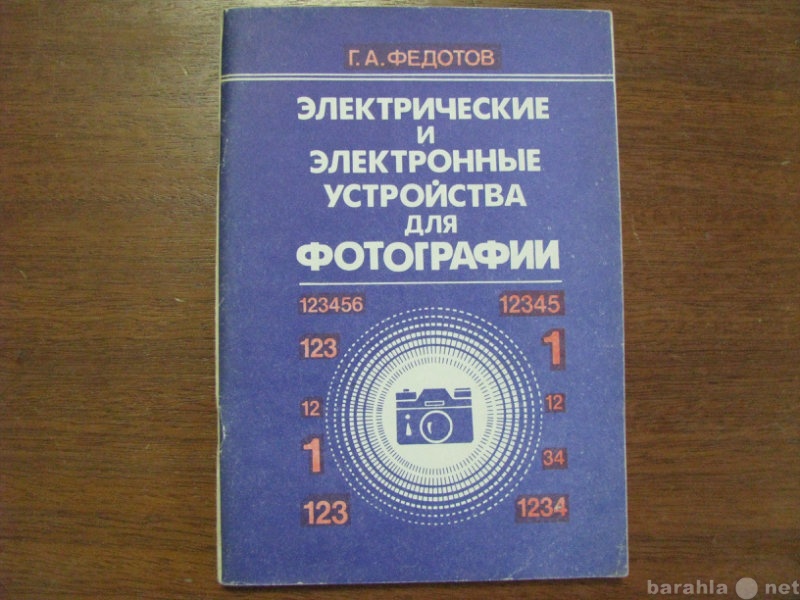 Г. А. ФЕДОТОВ
ЭЛЕКТРИЧЕСКИЕ
И
ЭЛЕКТРОННЫЕ
УСТРОЙСТВА
ДЛЯ
ФОТОГРАФИИ
123456 12345
123 1
12 12
1 34
123 1234
barahla net